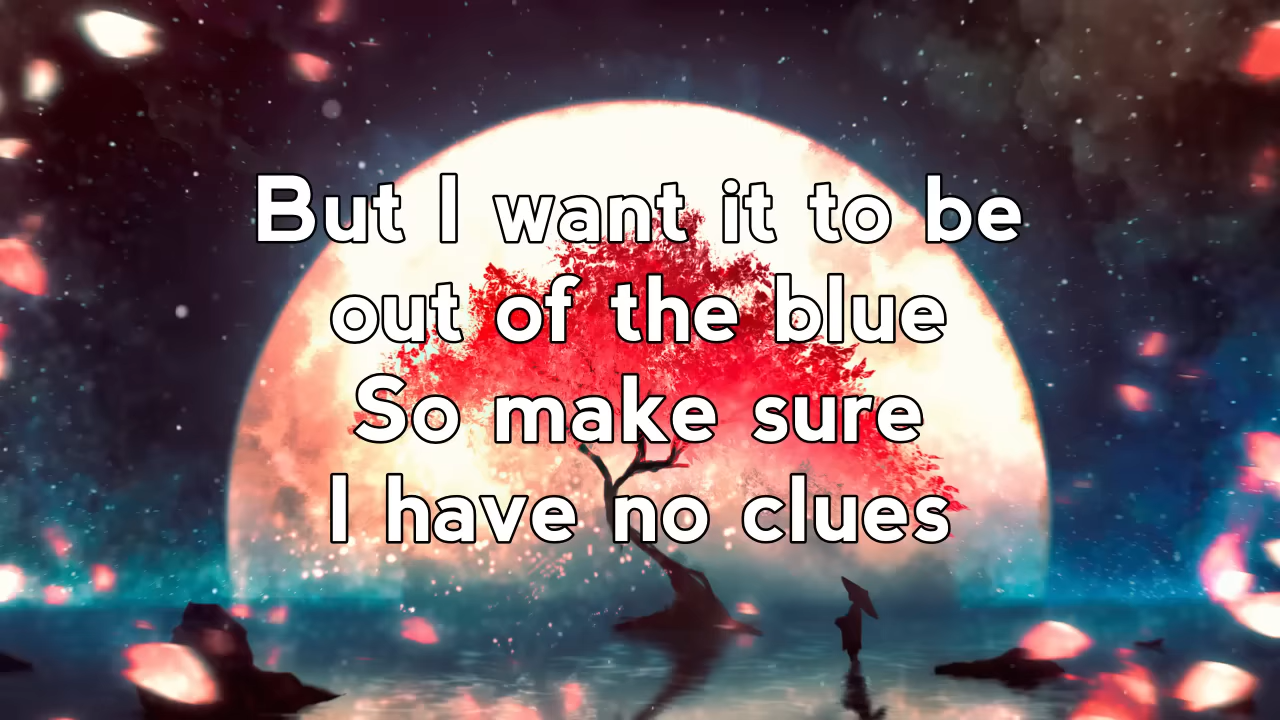 But I want it to be
out of the blue
So make sure
I have no clues